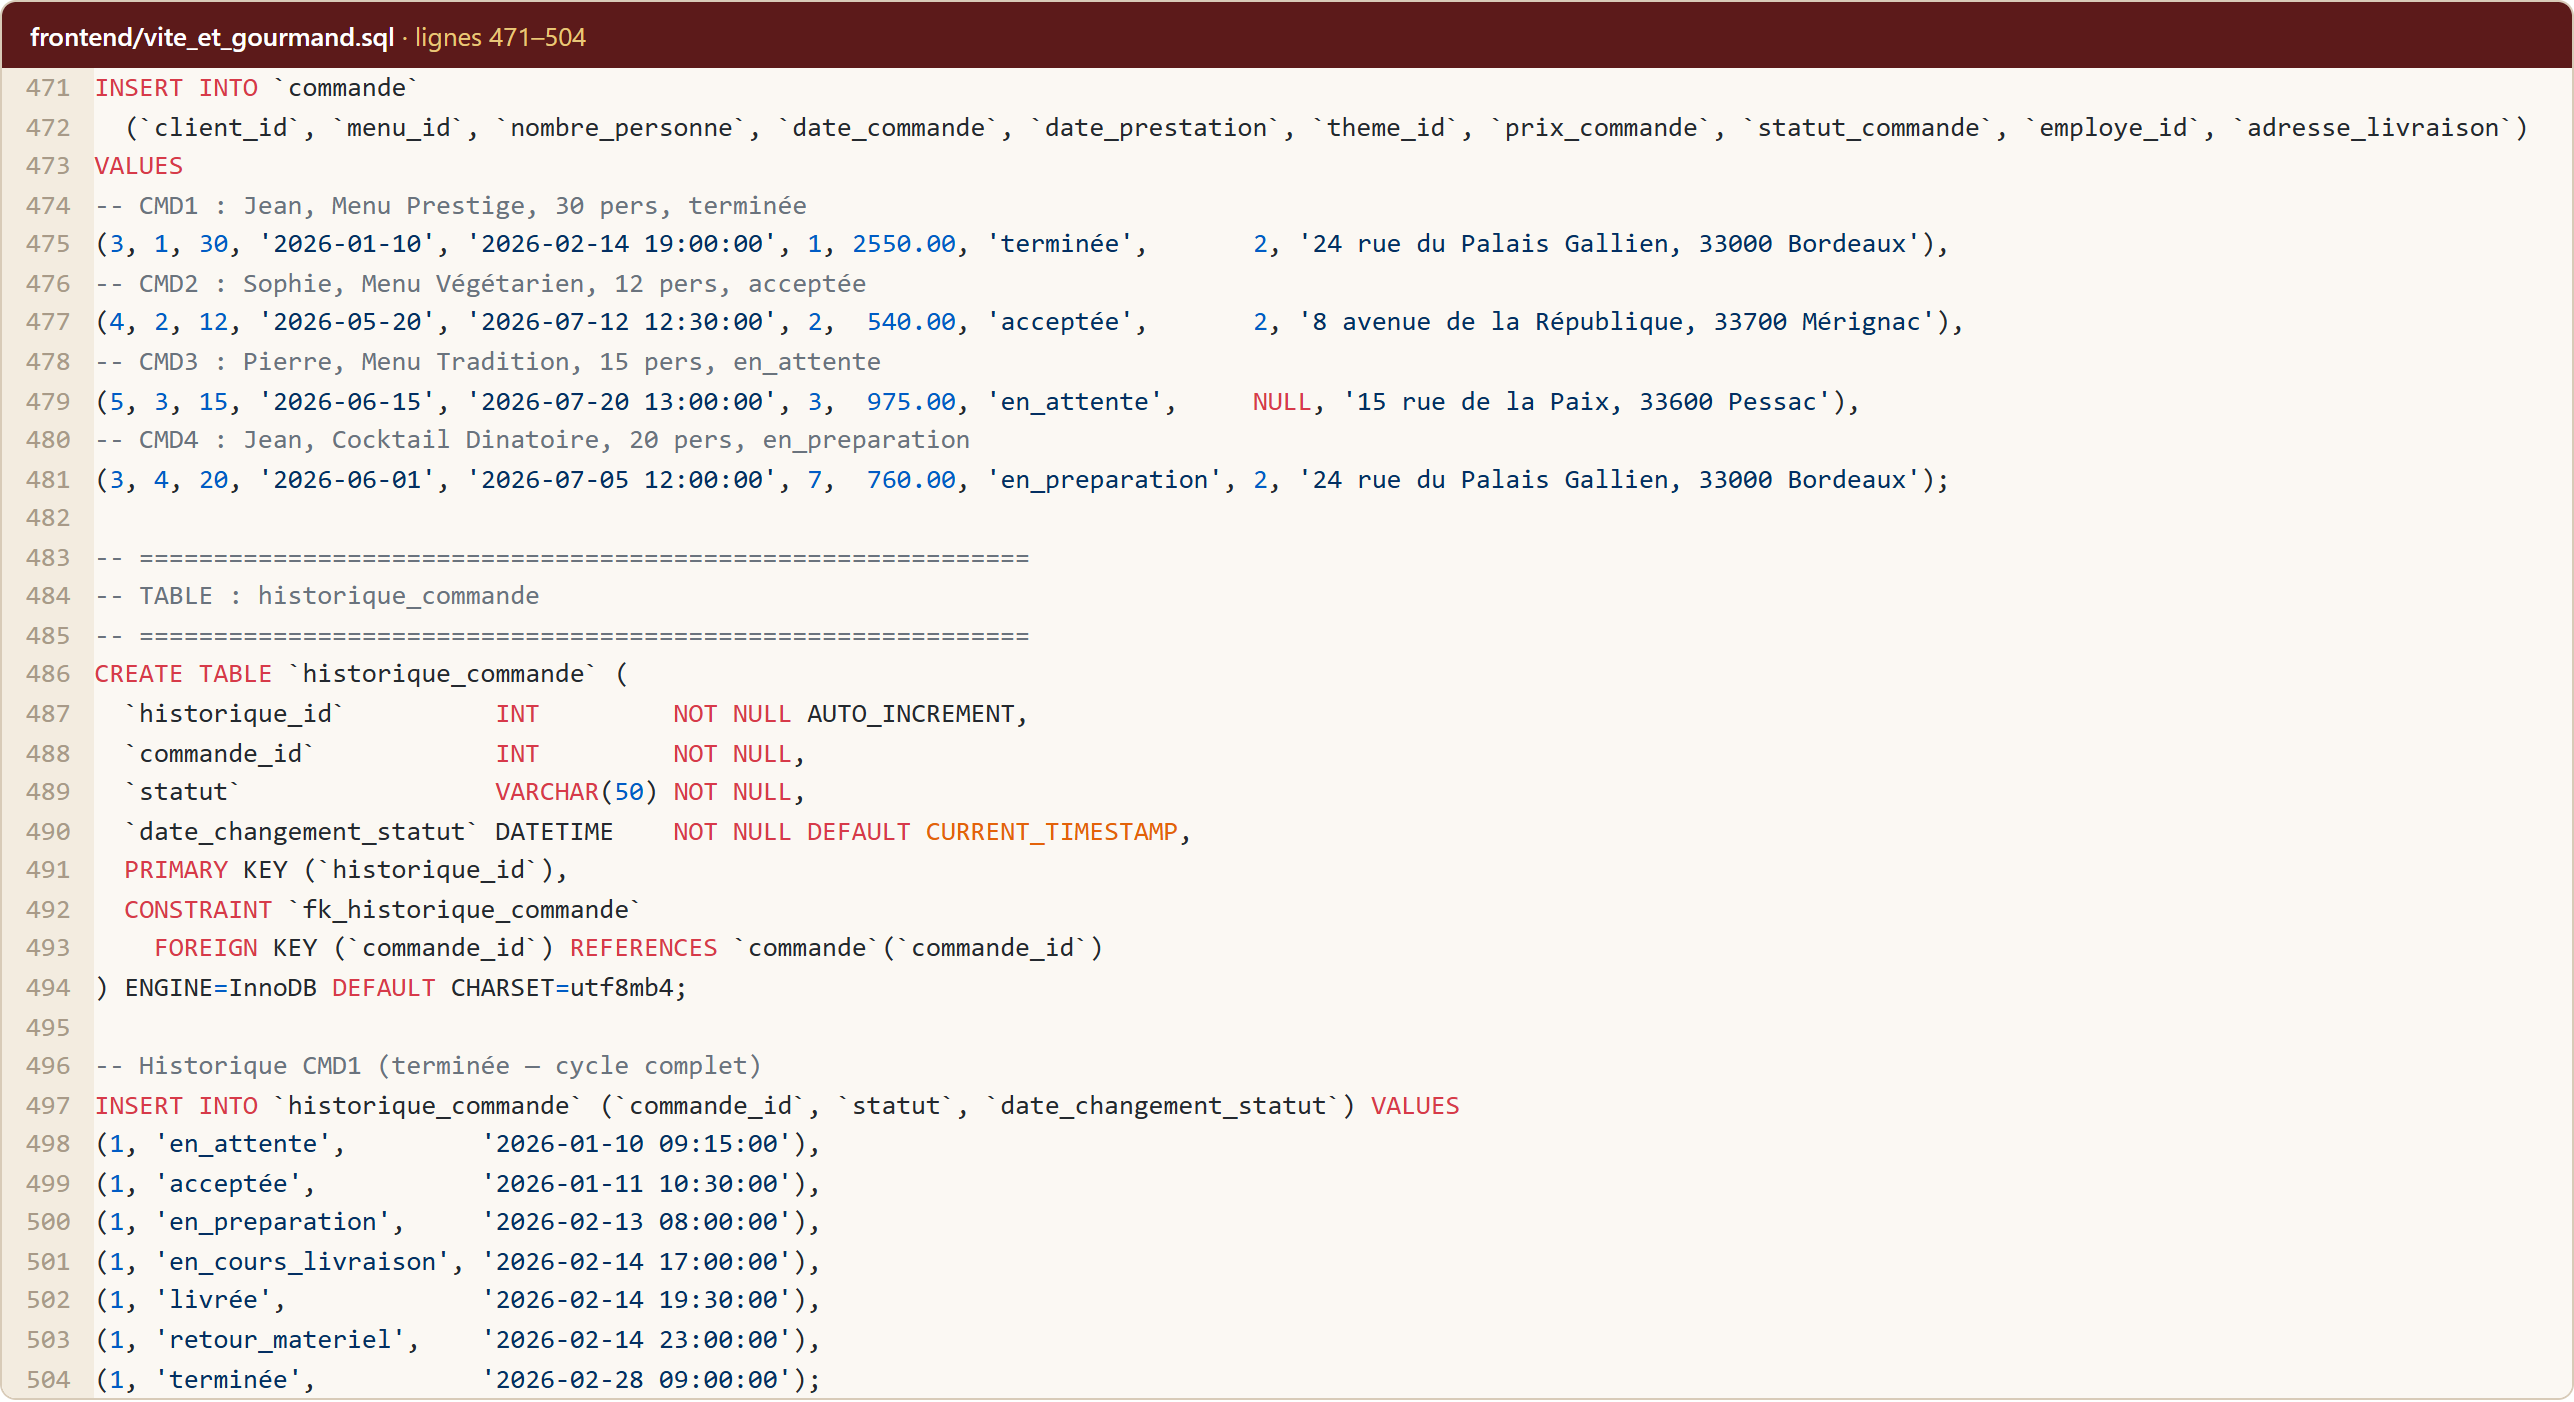 frontend/vite_et_gourmand.sql · lignes 471–504
471 INSERT INTO `commande`
472   (`client_id`, `menu_id`, `nombre_personne`, `date_commande`, `date_prestation`, `theme_id`, `prix_commande`, `statut_commande`, `employe_id`, `adresse_livraison`)
473 VALUES
474 -- CMD1 : Jean, Menu Prestige, 30 pers, terminée
475 (3, 1, 30, '2026-01-10', '2026-02-14 19:00:00', 1, 2550.00, 'terminée',       2, '24 rue du Palais Gallien, 33000 Bordeaux'),
476 -- CMD2 : Sophie, Menu Végétarien, 12 pers, acceptée
477 (4, 2, 12, '2026-05-20', '2026-07-12 12:30:00', 2,  540.00, 'acceptée',       2, '8 avenue de la République, 33700 Mérignac'),
478 -- CMD3 : Pierre, Menu Tradition, 15 pers, en_attente
479 (5, 3, 15, '2026-06-15', '2026-07-20 13:00:00', 3,  975.00, 'en_attente',     NULL, '15 rue de la Paix, 33600 Pessac'),
480 -- CMD4 : Jean, Cocktail Dinatoire, 20 pers, en_preparation
481 (3, 4, 20, '2026-06-01', '2026-07-05 12:00:00', 7,  760.00, 'en_preparation', 2, '24 rue du Palais Gallien, 33000 Bordeaux');
482
483 -- ============================================================
484 -- TABLE : historique_commande
485 -- ============================================================
486 CREATE TABLE `historique_commande` (
487   `historique_id`          INT         NOT NULL AUTO_INCREMENT,
488   `commande_id`            INT         NOT NULL,
489   `statut`                 VARCHAR(50) NOT NULL,
490   `date_changement_statut` DATETIME    NOT NULL DEFAULT CURRENT_TIMESTAMP,
491   PRIMARY KEY (`historique_id`),
492   CONSTRAINT `fk_historique_commande`
493     FOREIGN KEY (`commande_id`) REFERENCES `commande`(`commande_id`)
494 ) ENGINE=InnoDB DEFAULT CHARSET=utf8mb4;
495
496 -- Historique CMD1 (terminée — cycle complet)
497 INSERT INTO `historique_commande` (`commande_id`, `statut`, `date_changement_statut`) VALUES
498 (1, 'en_attente',         '2026-01-10 09:15:00'),
499 (1, 'acceptée',           '2026-01-11 10:30:00'),
500 (1, 'en_preparation',     '2026-02-13 08:00:00'),
501 (1, 'en_cours_livraison', '2026-02-14 17:00:00'),
502 (1, 'livrée',             '2026-02-14 19:30:00'),
503 (1, 'retour_materiel',    '2026-02-14 23:00:00'),
504 (1, 'terminée',           '2026-02-28 09:00:00');